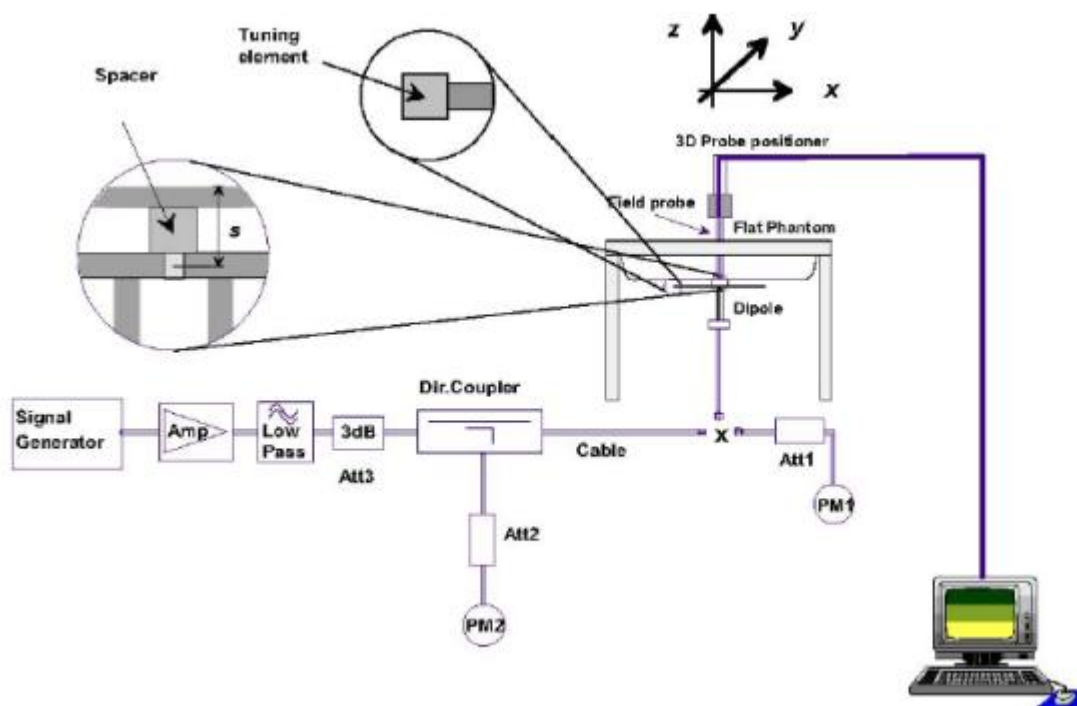 Tuning
element
Spacer
s
z
y
x
3D Probe positioner
Field probe
Flat Phantom
Dipole
Signal
Generator
Amp
Low
Pass
3dB
Att3
Dir.Coupler
Cable
x
Att1
PM1
Att2
PM2